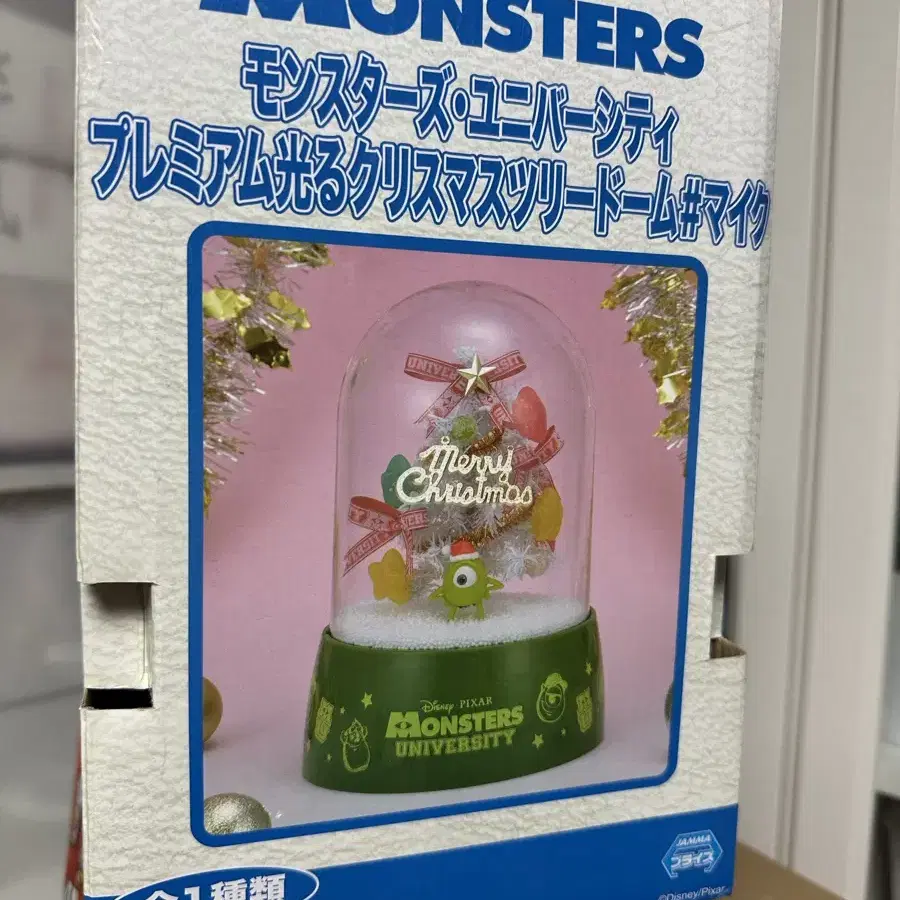 MONSTERS
モンスターズ・ユニバーシティ
プレミアム光るクリスマスツリードーム#マイク
UNIVE
SITY
Merry
Christmas
Disney PIXAR
MONSTERS
UNIVERSITY
JAMMA
プライズ
全1種類
©Disney/Pixar